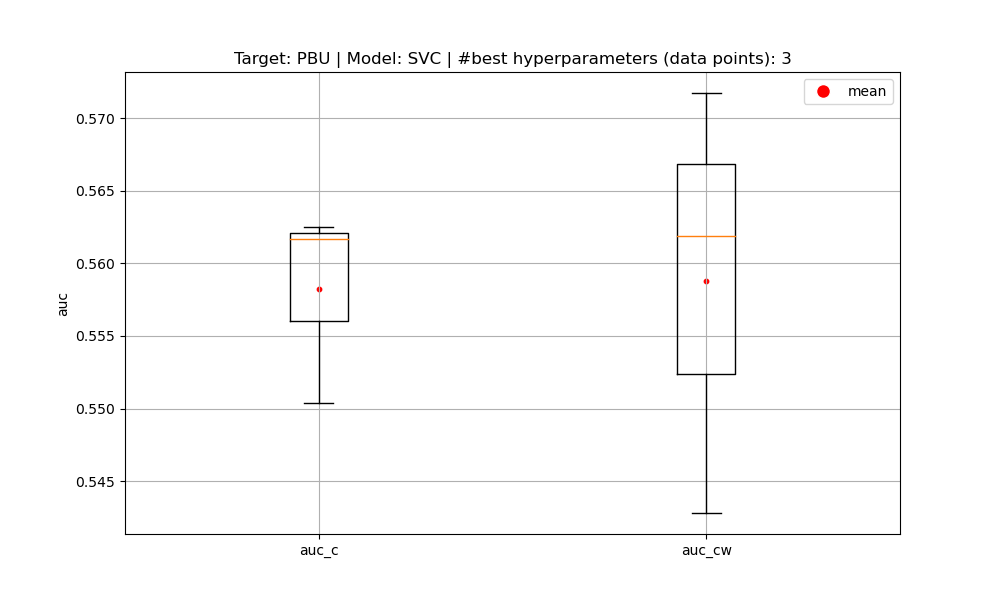 Target: PBU | Model: SVC | #best hyperparameters (data points): 3
mean
0.570
0.565
0.560
0.555
0.550
0.545
auc
auc_c
auc_cw